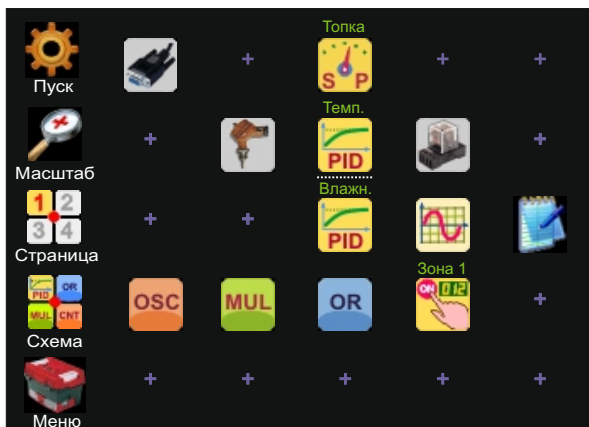 Топка
S P
Пуск
Темп.
PID
Масштаб
Влажн.
1 2
3 4
PID
Страница
Зона 1
PID OR
MUL CNT
OSC
MUL
OR
ON 012
Схема
Меню